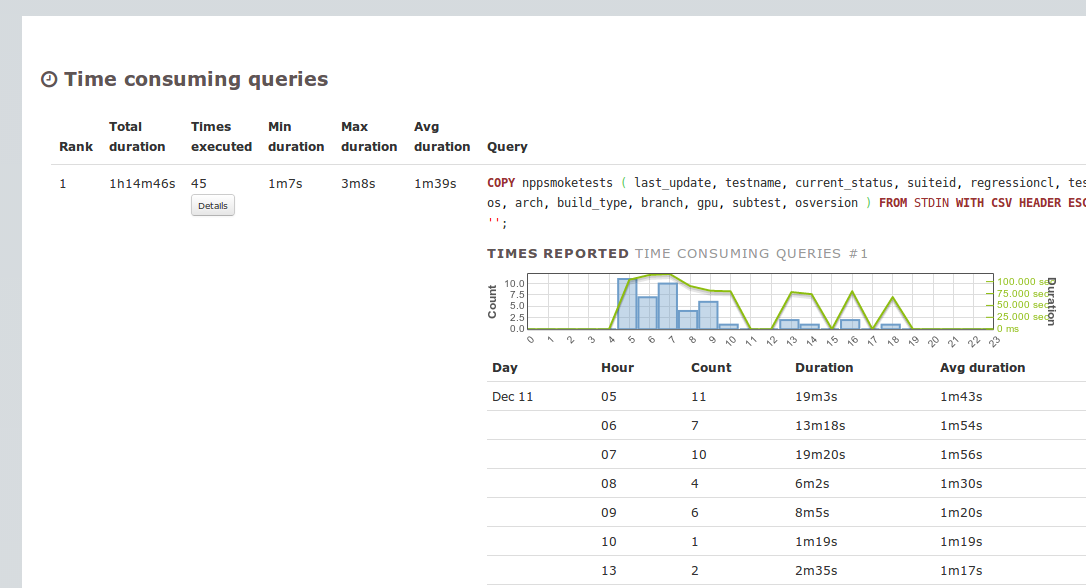 Time consuming queries
Rank Total duration Times executed Min duration Max duration Avg duration Query
1 1h14m46s 45 1m7s 3m8s 1m39s COPY nppsmoketests ( last_update, testname, current_status, suiteid, regressioncl, tes
Details os, arch, build_type, branch, gpu, subtest, osversion ) FROM STDIN WITH CSV HEADER ESC
'';
TIMES REPORTED TIME CONSUMING QUERIES #1
Count
10.0
7.5
5.0
2.5
0.0
100.000 sec
75.000 sec
50.000 sec
25.000 sec
0 ms
Duration
0 1 2 3 4 5 6 7 8 9 10 11 12 13 14 15 16 17 18 19 20 21 22 23
Day Hour Count Duration Avg duration
Dec 11 05 11 19m3s 1m43s
06 7 13m18s 1m54s
07 10 19m20s 1m56s
08 4 6m2s 1m30s
09 6 8m5s 1m20s
10 1 1m19s 1m19s
13 2 2m35s 1m17s